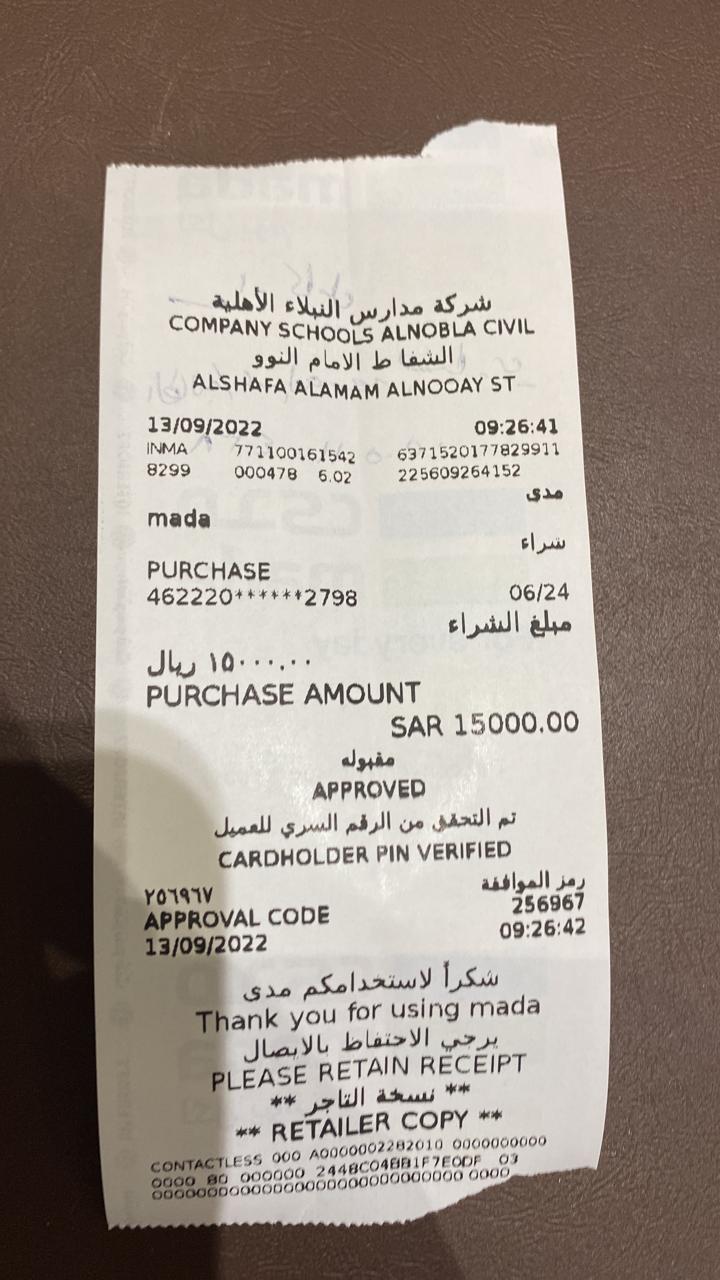 شركة مدارس النبلاء الأهلية
COMPANY SCHOOLS ALNOBLA CIVIL
الشفا ط الامام النوو
ALSHAFA ALAMAM ALNOOAY ST
13/09/2022 09:26:41
INMA 771100161542 6371520177829911
8299 000478 6.02 225609264152
مدى
mada
شراء
PURCHASE
462220******2798 06/24
مبلغ الشراء
١٥٠٠٠.٠٠ ريال
PURCHASE AMOUNT
SAR 15000.00
مقبوله
APPROVED
تم التحقق من الرقم السري للعميل
CARDHOLDER PIN VERIFIED
رمز الموافقة
٢٥٦٩٦٧ 256967
APPROVAL CODE
13/09/2022 09:26:42
شكراً لاستخدامكم مدى
Thank you for using mada
يرجي الاحتفاظ بالايصال
PLEASE RETAIN RECEIPT
** نسخة التاجر **
** RETAILER COPY **
CONTACTLESS 000 A0000002282010 0000000000
0000 80 000000 2448C04BB1F7E0DF 03